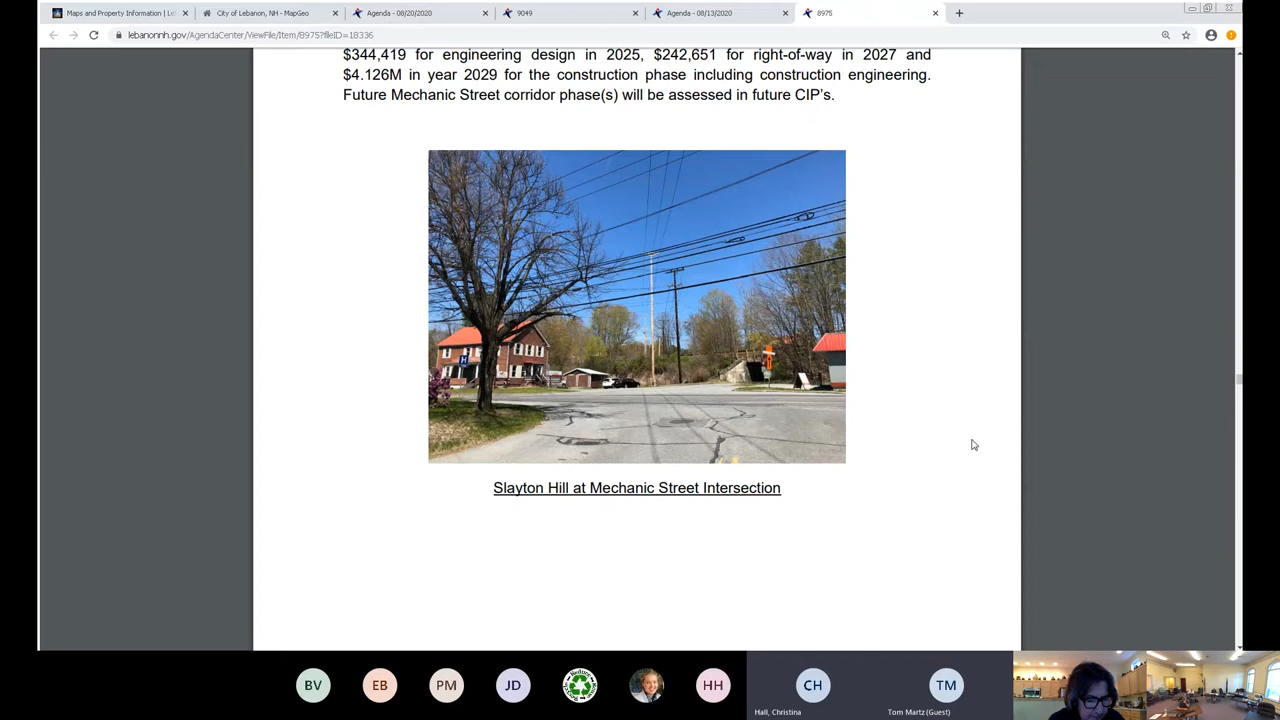 Maps and Property Information | Le
City of Lebanon, NH - MapGeo
Agenda - 08/20/2020
9049
Agenda - 08/13/2020
8975
lebanonnh.gov/AgendaCenter/ViewFile/Item/8975?fileID=18336
$344,419 for engineering design in 2025, $242,651 for right-of-way in 2027 and
$4.126M in year 2029 for the construction phase including construction engineering.
Future Mechanic Street corridor phase(s) will be assessed in future CIP's.
H
Slayton Hill at Mechanic Street Intersection
BV
EB
PM
JD
HH
CH
TM
Hall, Christina
Tom Martz (Guest)